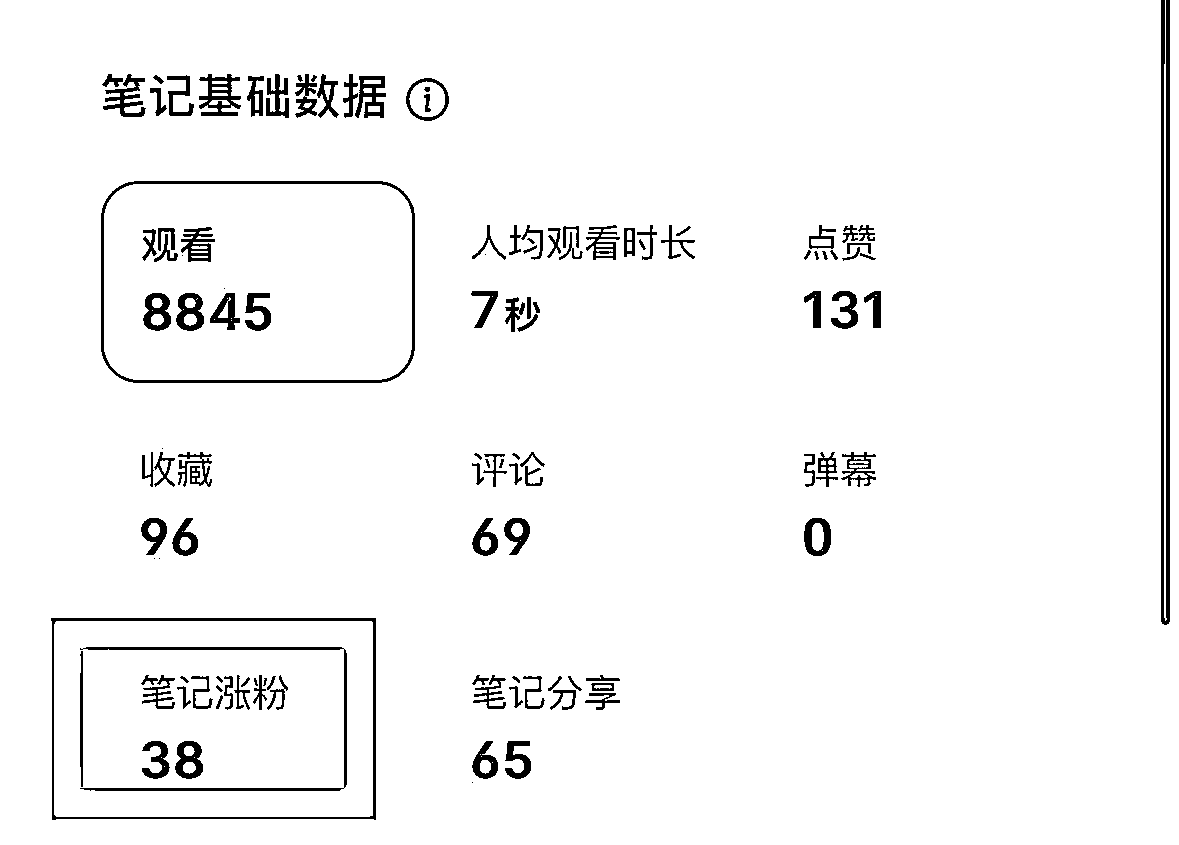 笔记基础数据
观看 人均观看时长 点赞
8845 7秒 131
收藏 评论 弹幕
96 69 0
笔记涨粉 笔记分享
38 65